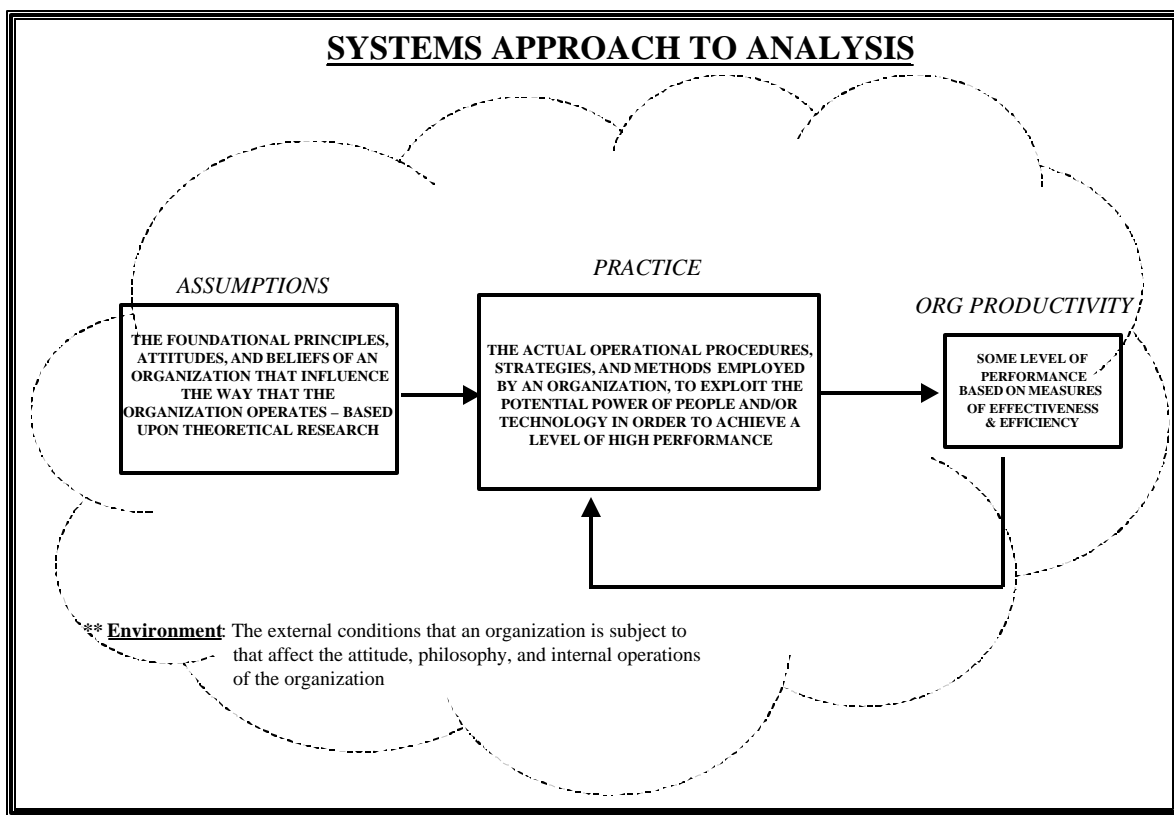 SYSTEMS APPROACH TO ANALYSIS
ASSUMPTIONS
THE FOUNDATIONAL PRINCIPLES,
ATTITUDES, AND BELIEFS OF AN
ORGANIZATION THAT INFLUENCE
THE WAY THAT THE
ORGANIZATION OPERATES – BASED
UPON THEORETICAL RESEARCH
PRACTICE
THE ACTUAL OPERATIONAL PROCEDURES,
STRATEGIES, AND METHODS EMPLOYED
BY AN ORGANIZATION, TO EXPLOIT THE
POTENTIAL POWER OF PEOPLE AND/OR
TECHNOLOGY IN ORDER TO ACHIEVE A
LEVEL OF HIGH PERFORMANCE
ORG PRODUCTIVITY
SOME LEVEL OF
PERFORMANCE
BASED ON MEASURES
OF EFFECTIVENESS
& EFFICIENCY
** Environment: The external conditions that an organization is subject to
that affect the attitude, philosophy, and internal operations
of the organization